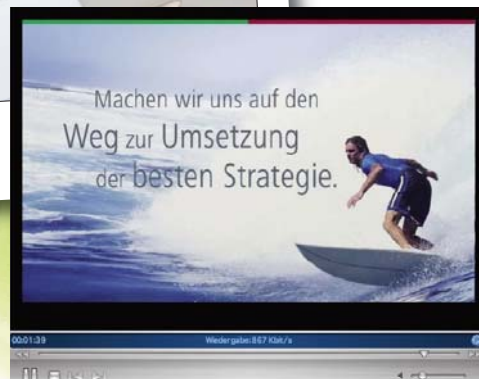 Machen wir uns auf den
Weg zur Umsetzung
der besten Strategie.
00:01:39 Wiedergabe:867 Kbit/s